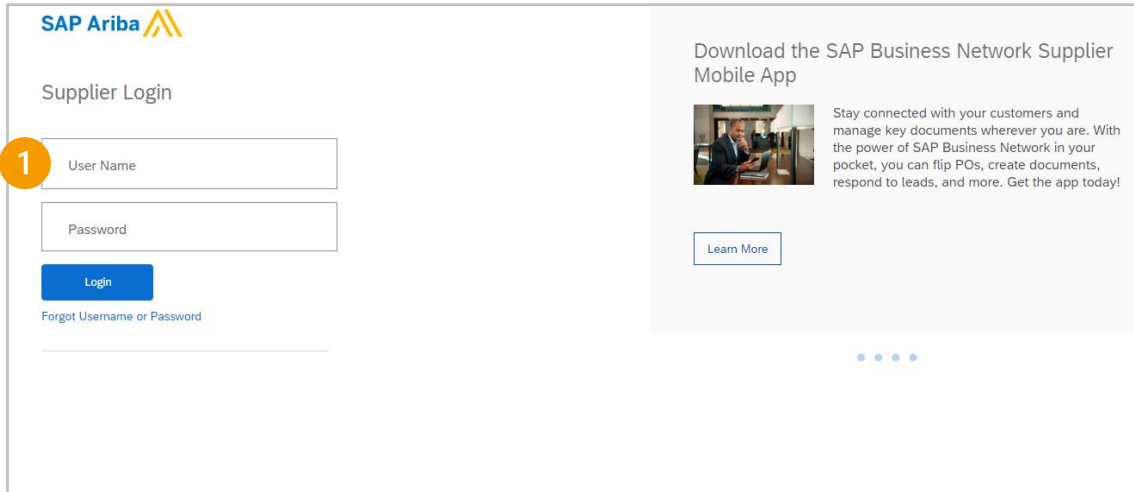 SAP Ariba
Supplier Login
1
User Name
Password
Login
Forgot Username or Password
Download the SAP Business Network Supplier
Mobile App
Stay connected with your customers and
manage key documents wherever you are. With
the power of SAP Business Network in your
pocket, you can flip POs, create documents,
respond to leads, and more. Get the app today!
Learn More